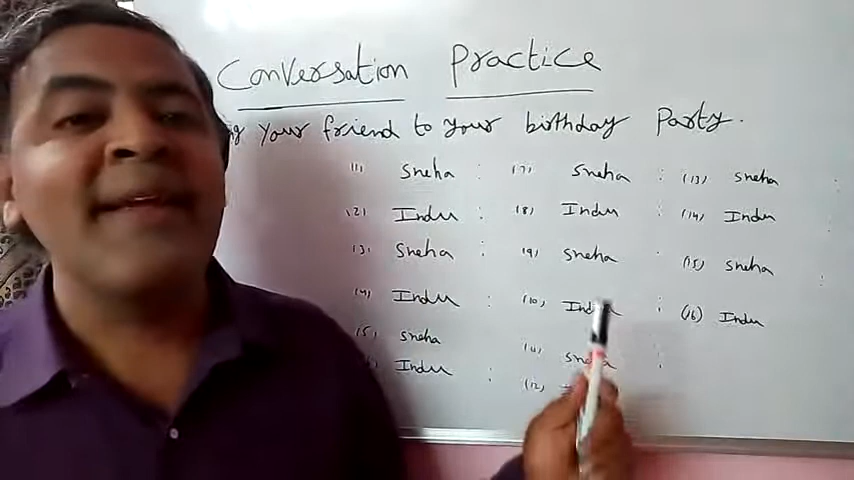 Conversation Practice
your friend to your birthday Party.
(1) Sneha : (7) Sneha : (13) Sneha :
(2) Indu : (8) Indu : (14) Indu :
(3) Sneha : (9) Sneha : (15) Sneha :
(4) Indu : (10) Indu : (16) Indu
(5) Sneha
Indu : (11) Sneha :
(12)